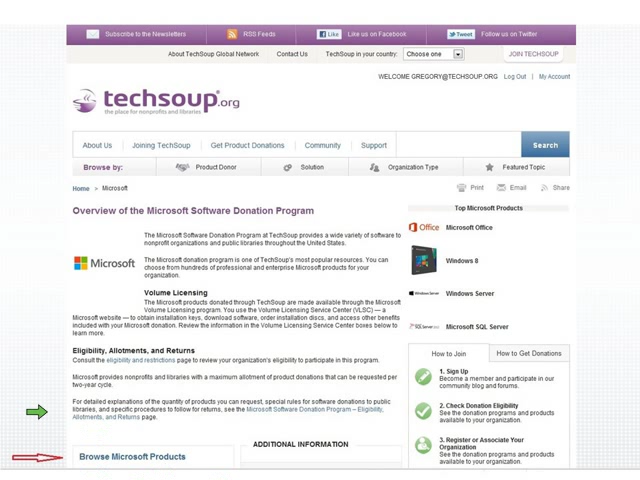 Subscribe to the Newsletters
RSS Feeds
Like Like us on Facebook
Tweet Follow us on Twitter
About TechSoup Global Network
Contact Us
TechSoup in your country: Choose one
JOIN TECHSOUP
WELCOME GREGORY@TECHSOUP.ORG Log Out | My Account
techsoup.org
the place for nonprofits and libraries
About Us | Joining TechSoup | Get Product Donations | Community | Support
Search
Browse by: Product Donor Solution Organization Type Featured Topic
Home > Microsoft
Print Email Share
Overview of the Microsoft Software Donation Program
Microsoft
The Microsoft Software Donation Program at TechSoup provides a wide variety of software to
nonprofit organizations and public libraries throughout the United States.
The Microsoft donation program is one of TechSoup's most popular resources. You can
choose from hundreds of professional and enterprise Microsoft products for your
organization.
Volume Licensing
The Microsoft products donated through TechSoup are made available through the Microsoft
Volume Licensing program. You use the Volume Licensing Service Center (VLSC) — a
Microsoft website — to obtain installation keys, download software, order installation discs, and access other benefits
included with your Microsoft donation. Review the information in the Volume Licensing Service Center boxes below to
learn more.
Eligibility, Allotments, and Returns
Consult the eligibility and restrictions page to review your organization's eligibility to participate in this program.
Microsoft provides nonprofits and libraries with a maximum allotment of product donations that can be requested per
two-year cycle.
For detailed explanations of the quantity of products you can request, special rules for software donations to public
libraries, and specific procedures to follow for returns, see the Microsoft Software Donation Program – Eligibility,
Allotments, and Returns page.
Browse Microsoft Products
ADDITIONAL INFORMATION
Top Microsoft Products
Office Microsoft Office
Windows 8
Windows Server Windows Server
SQL Server Microsoft SQL Server
How to Join
How to Get Donations
1. Sign Up
Become a member and participate in our
community blog and forums.
2. Check Donation Eligibility
See the donation programs and products
available to your organization.
3. Register or Associate Your
Organization
See the donation programs and products
available to your organization.